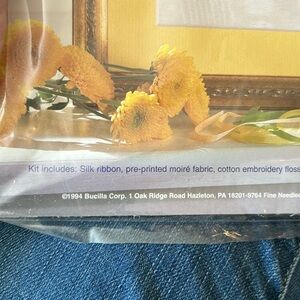 Kit includes: Silk ribbon, pre-printed moiré fabric, cotton embroidery floss
©1994 Bucilla Corp. 1 Oak Ridge Road Hazleton, PA 18201-9764 Fine Needle